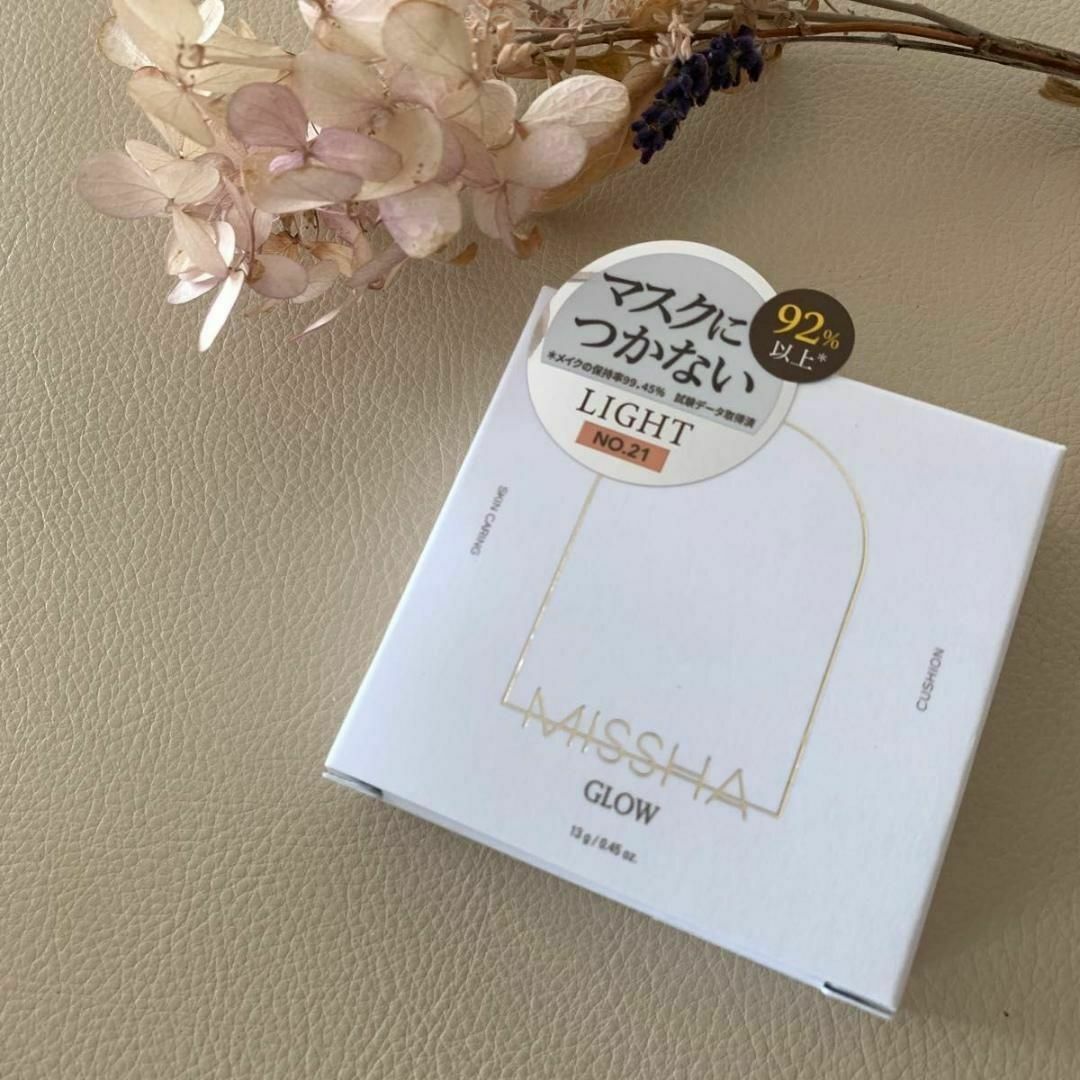 マスクに
つかない
*メイクの保持率99.45% 試験データ取得済
92%
以上*
LIGHT
NO.21
SKIN CARING
CUSHION
MISSHA
GLOW
13 g / 0.45 oz.